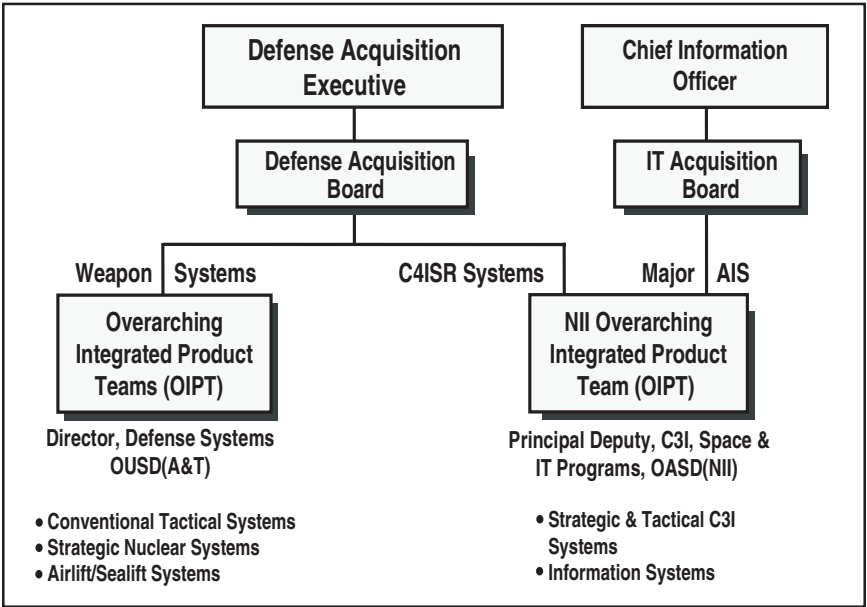 Defense Acquisition
Executive
Chief Information
Officer
Defense Acquisition
Board
IT Acquisition
Board
Weapon Systems
C4ISR Systems
Major AIS
Overarching
Integrated Product
Teams (OIPT)
NII Overarching
Integrated Product
Team (OIPT)
Director, Defense Systems
OUSD(A&T)
Principal Deputy, C3I, Space &
IT Programs, OASD(NII)
• Conventional Tactical Systems
• Strategic Nuclear Systems
• Airlift/Sealift Systems
• Strategic & Tactical C3I
Systems
• Information Systems